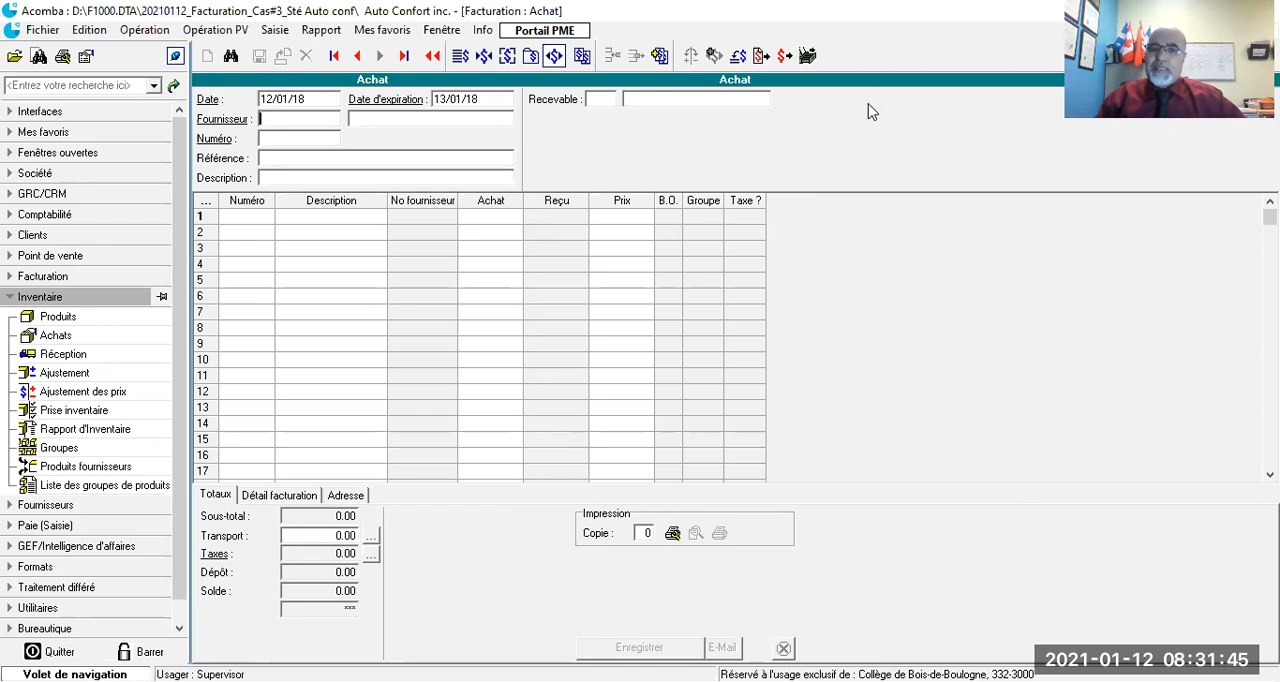 Acomba : D:\F1000.DTA\20210112_Facturation_Cas#3_Sté Auto conf\ Auto Confort inc. - [Facturation : Achat]
Fichier Edition Opération Opération PV Saisie Rapport Mes favoris Fenêtre Info Portail PME
<Entrez votre recherche ici>
Interfaces
Mes favoris
Fenêtres ouvertes
Société
GRC/CRM
Comptabilité
Clients
Point de vente
Facturation
Inventaire
Produits
Achats
Réception
Ajustement
Ajustement des prix
Prise inventaire
Rapport d'Inventaire
Groupes
Produits fournisseurs
Liste des groupes de produits
Fournisseurs
Paie (Saisie)
GEF/Intelligence d'affaires
Formats
Traitement différé
Utilitaires
Bureautique
Quitter Barrer
Volet de navigation
Achat Achat
Date : 12/01/18 Date d'expiration : 13/01/18 Recevable :
Fournisseur :
Numéro :
Référence :
Description :
... Numéro Description No fournisseur Achat Reçu Prix B.O. Groupe Taxe ?
1
2
3
4
5
6
7
8
9
10
11
12
13
14
15
16
17
Totaux Détail facturation Adresse
Sous-total : 0.00
Transport : 0.00 ...
Taxes : 0.00 ...
Dépôt : 0.00
Solde : 0.00
***
Impression
Copie : 0
Enregistrer E-Mail
2021-01-12 08:31:45
Usager : Supervisor
Réservé à l'usage exclusif de : Collège de Bois-de-Boulogne, 332-3000